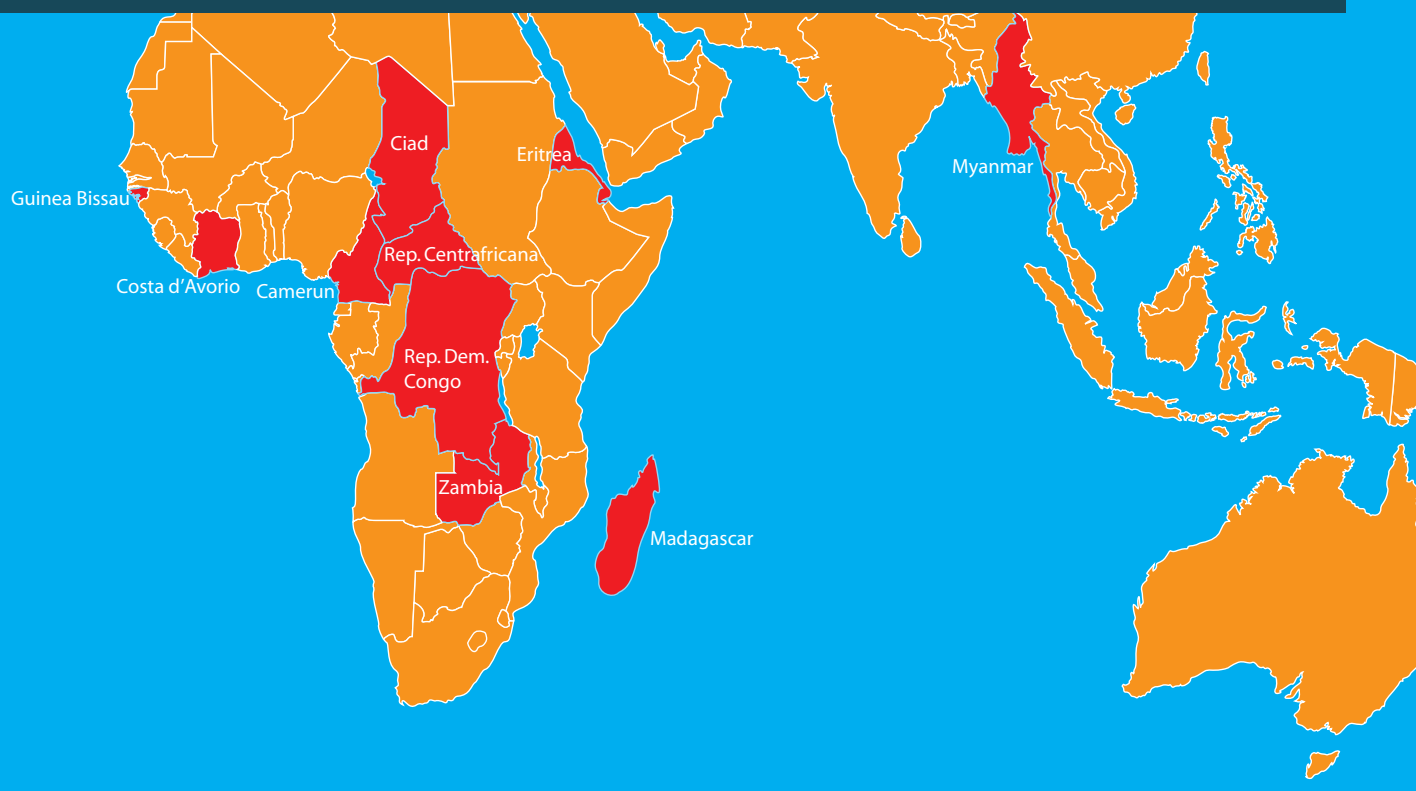 Ciad
Eritrea
Myanmar
Guinea Bissau
Rep. Centrafricana
Costa d’Avorio
Camerun
Rep. Dem.
Congo
Zambia
Madagascar